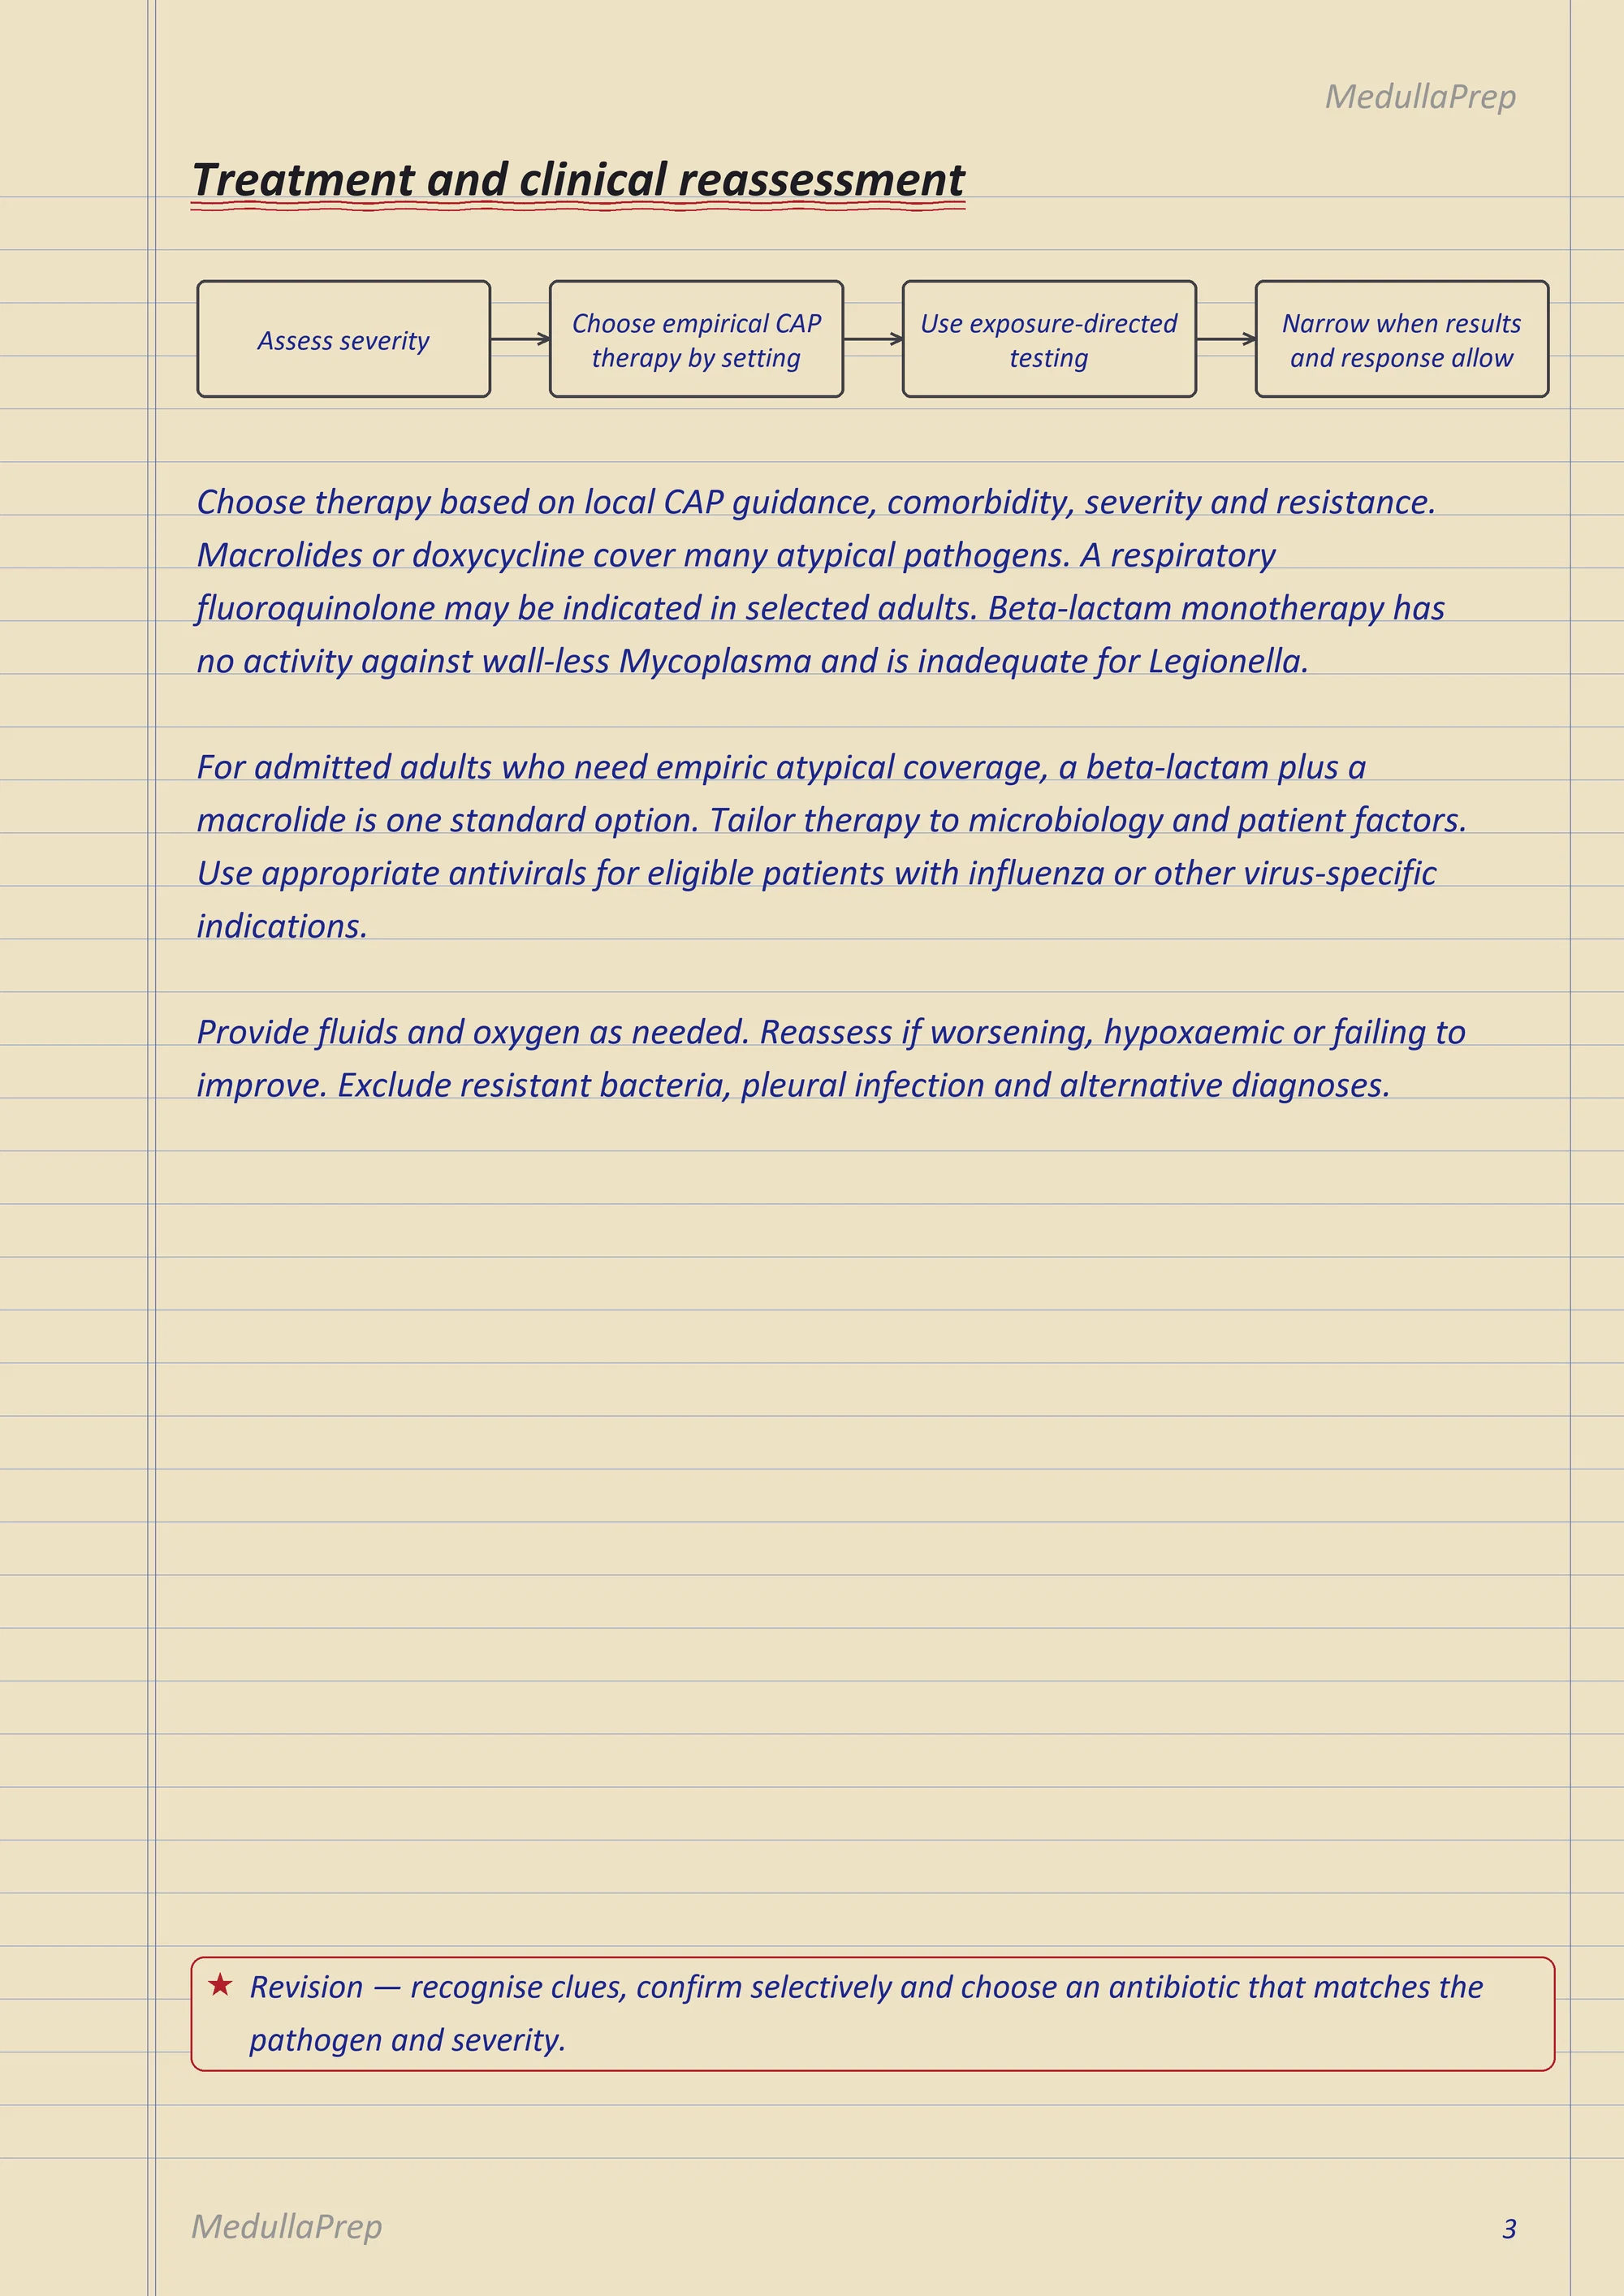 MedullaPrep
Treatment and clinical reassessment
Assess severity
Choose empirical CAP
therapy by setting
Use exposure-directed
testing
Narrow when results
and response allow
Choose therapy based on local CAP guidance, comorbidity, severity and resistance.
Macrolides or doxycycline cover many atypical pathogens. A respiratory
fluoroquinolone may be indicated in selected adults. Beta-lactam monotherapy has
no activity against wall-less Mycoplasma and is inadequate for Legionella.
For admitted adults who need empiric atypical coverage, a beta-lactam plus a
macrolide is one standard option. Tailor therapy to microbiology and patient factors.
Use appropriate antivirals for eligible patients with influenza or other virus-specific
indications.
Provide fluids and oxygen as needed. Reassess if worsening, hypoxaemic or failing to
improve. Exclude resistant bacteria, pleural infection and alternative diagnoses.
★ Revision — recognise clues, confirm selectively and choose an antibiotic that matches the
pathogen and severity.
MedullaPrep
3